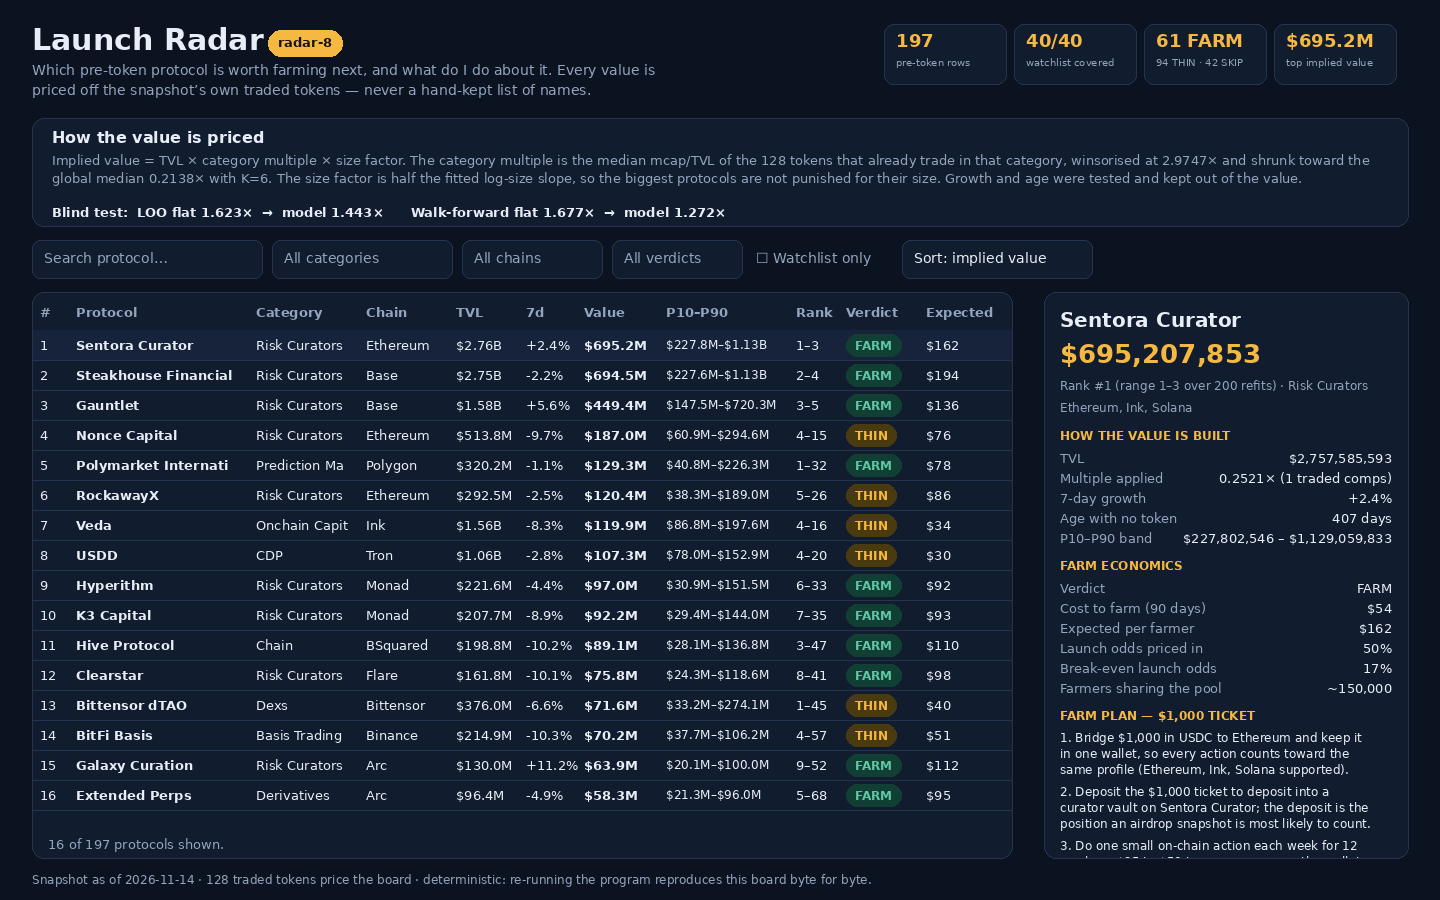 Launch Radar radar-8
Which pre-token protocol is worth farming next, and what do I do about it. Every value is
priced off the snapshot's own traded tokens — never a hand-kept list of names.
197
pre-token rows
40/40
watchlist covered
61 FARM
94 THIN · 42 SKIP
$695.2M
top implied value
How the value is priced
Implied value = TVL × category multiple × size factor. The category multiple is the median mcap/TVL of the 128 tokens that already trade in that category, winsorised at 2.9747× and shrunk toward the
global median 0.2138× with K=6. The size factor is half the fitted log-size slope, so the biggest protocols are not punished for their size. Growth and age were tested and kept out of the value.
Blind test: LOO flat 1.623× → model 1.443× Walk-forward flat 1.677× → model 1.272×
Search protocol... All categories All chains All verdicts ☐ Watchlist only Sort: implied value
# Protocol Category Chain TVL 7d Value P10–P90 Rank Verdict Expected
1 Sentora Curator Risk Curators Ethereum $2.76B +2.4% $695.2M $227.8M–$1.13B 1–3 FARM $162
2 Steakhouse Financial Risk Curators Base $2.75B -2.2% $694.5M $227.6M–$1.13B 2–4 FARM $194
3 Gauntlet Risk Curators Base $1.58B +5.6% $449.4M $147.5M–$720.3M 3–5 FARM $136
4 Nonce Capital Risk Curators Ethereum $513.8M -9.7% $187.0M $60.9M–$294.6M 4–15 THIN $76
5 Polymarket Internati Prediction Ma Polygon $320.2M -1.1% $129.3M $40.8M–$226.3M 1–32 FARM $78
6 RockawayX Risk Curators Ethereum $292.5M -2.5% $120.4M $38.3M–$189.0M 5–26 THIN $86
7 Veda Onchain Capit Ink $1.56B -8.3% $119.9M $86.8M–$197.6M 4–16 THIN $34
8 USDD CDP Tron $1.06B -2.8% $107.3M $78.0M–$152.9M 4–20 THIN $30
9 Hyperithm Risk Curators Monad $221.6M -4.4% $97.0M $30.9M–$151.5M 6–33 FARM $92
10 K3 Capital Risk Curators Monad $207.7M -8.9% $92.2M $29.4M–$144.0M 7–35 FARM $93
11 Hive Protocol Chain BSquared $198.8M -10.2% $89.1M $28.1M–$136.8M 3–47 FARM $110
12 Clearstar Risk Curators Flare $161.8M -10.1% $75.8M $24.3M–$118.6M 8–41 FARM $98
13 Bittensor dTAO Dexs Bittensor $376.0M -6.6% $71.6M $33.2M–$274.1M 1–45 THIN $40
14 BitFi Basis Basis Trading Binance $214.9M -10.3% $70.2M $37.7M–$106.2M 4–57 THIN $51
15 Galaxy Curation Risk Curators Arc $130.0M +11.2% $63.9M $20.1M–$100.0M 9–52 FARM $112
16 Extended Perps Derivatives Arc $96.4M -4.9% $58.3M $21.3M–$96.0M 5–68 FARM $95
16 of 197 protocols shown.
Sentora Curator
$695,207,853
Rank #1 (range 1–3 over 200 refits) · Risk Curators
Ethereum, Ink, Solana
HOW THE VALUE IS BUILT
TVL $2,757,585,593
Multiple applied 0.2521× (1 traded comps)
7-day growth +2.4%
Age with no token 407 days
P10–P90 band $227,802,546 – $1,129,059,833
FARM ECONOMICS
Verdict FARM
Cost to farm (90 days) $54
Expected per farmer $162
Launch odds priced in 50%
Break-even launch odds 17%
Farmers sharing the pool ~150,000
FARM PLAN — $1,000 TICKET
1. Bridge $1,000 in USDC to Ethereum and keep it
in one wallet, so every action counts toward the
same profile (Ethereum, Ink, Solana supported).
2. Deposit the $1,000 ticket to deposit into a
curator vault on Sentora Curator; the deposit is the
position an airdrop snapshot is most likely to count.
3. Do one small on-chain action each week for 12
Snapshot as of 2026-11-14 · 128 traded tokens price the board · deterministic: re-running the program reproduces this board byte for byte.